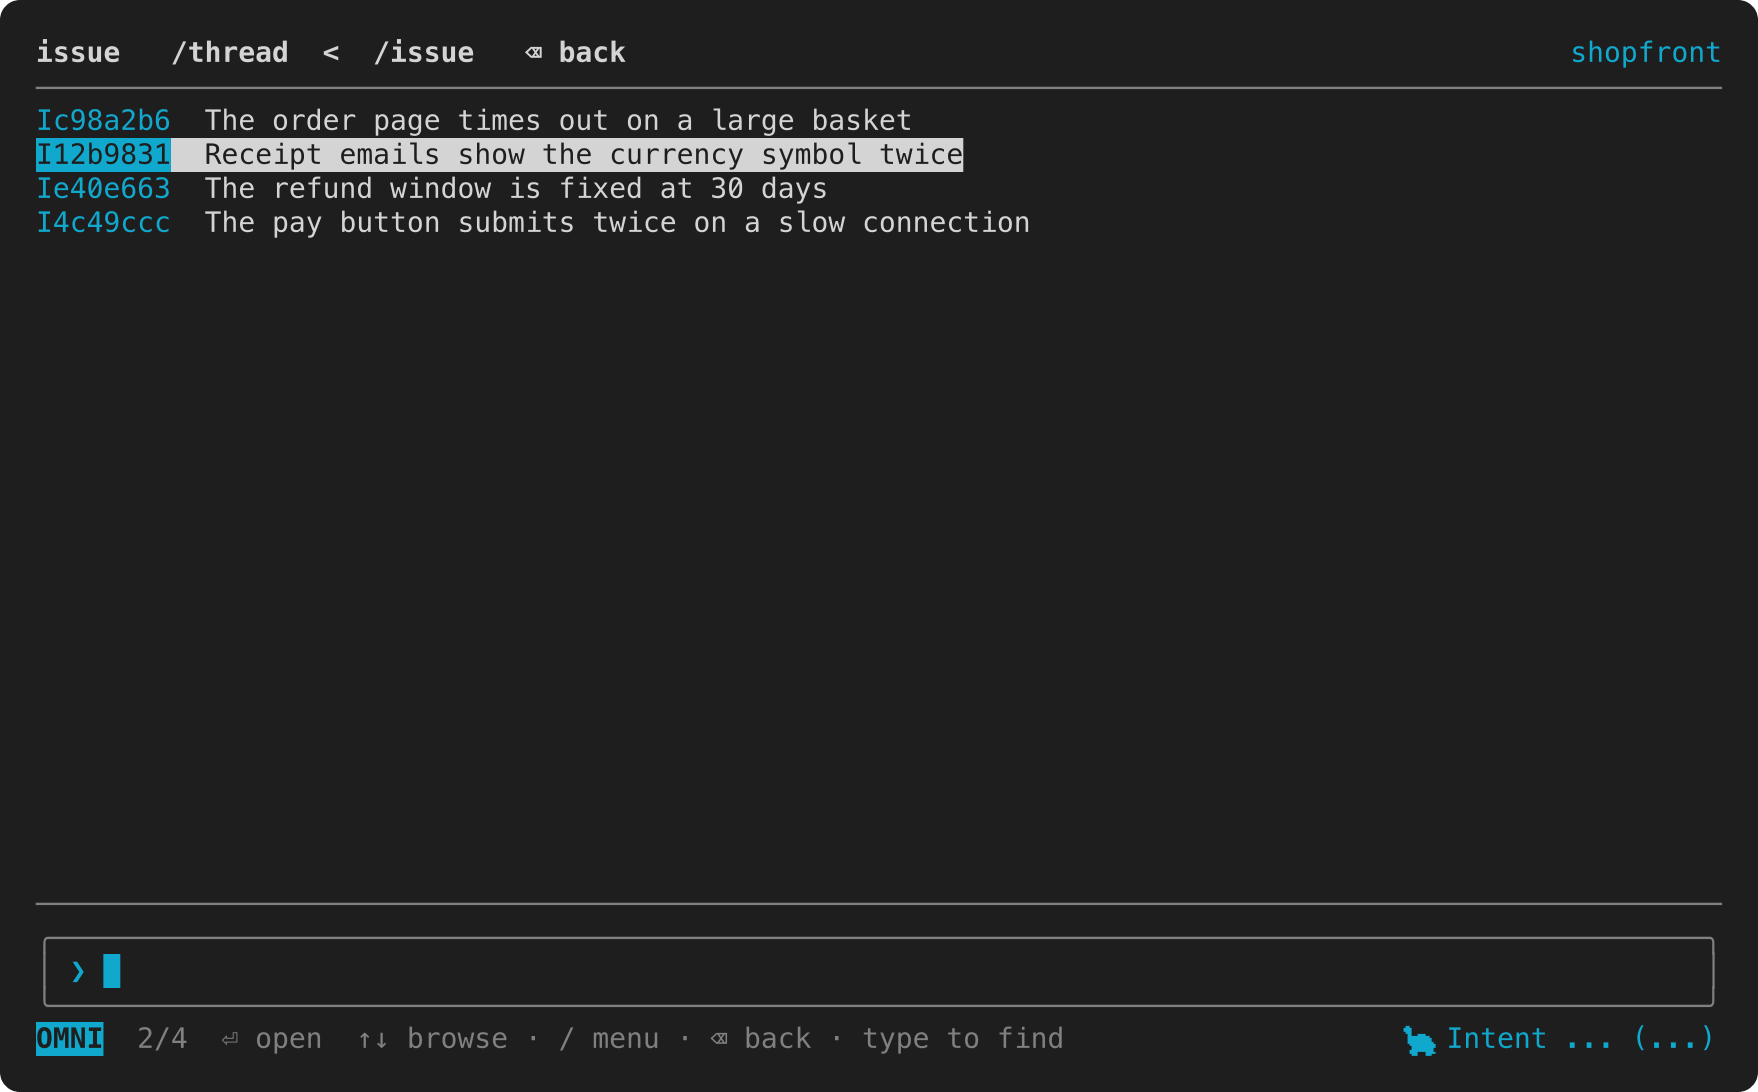 issue   /thread  <  /issue   ⌫ back   shopfront
Ic98a2b6  The order page times out on a large basket
I12b9831  Receipt emails show the currency symbol twice
Ie40e663  The refund window is fixed at 30 days
I4c49ccc  The pay button submits twice on a slow connection
❯
OMNI  2/4  ⏎ open  ↑↓ browse · / menu · ⌫ back · type to find   Intent ... (...)